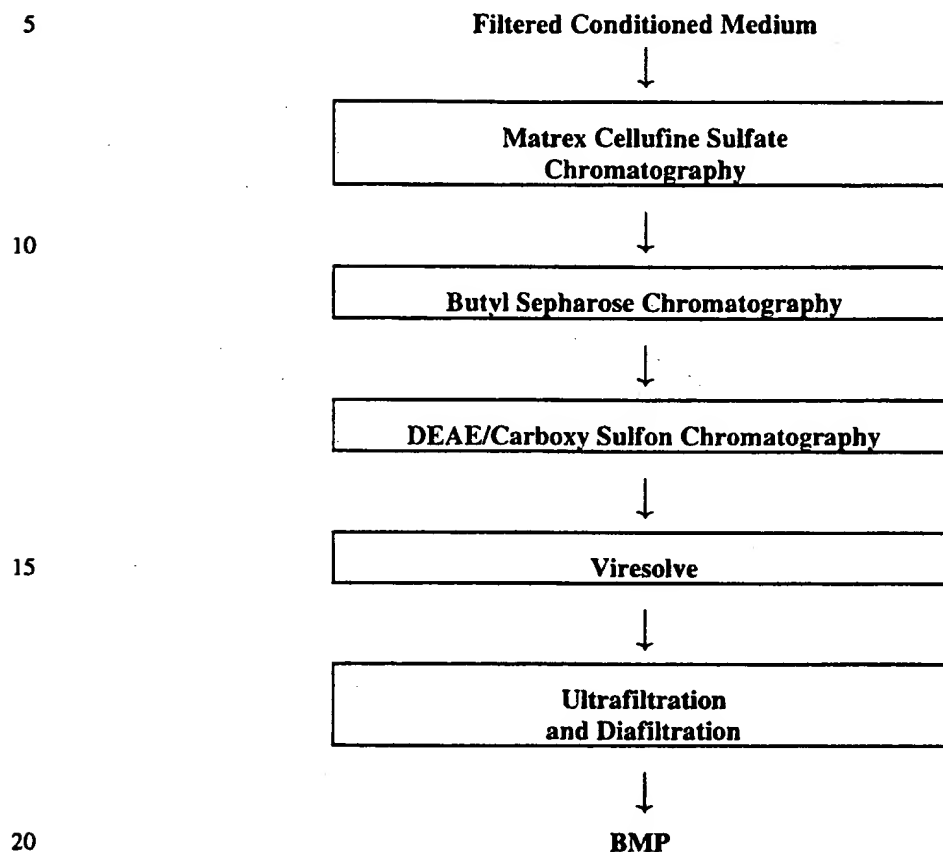 5 Filtered Conditioned Medium
Matrex Cellufine Sulfate
Chromatography
10
Butyl Sepharose Chromatography
DEAE/Carboxy Sulfon Chromatography
15 Viresolve
Ultrafiltration
and Diafiltration
20 BMP